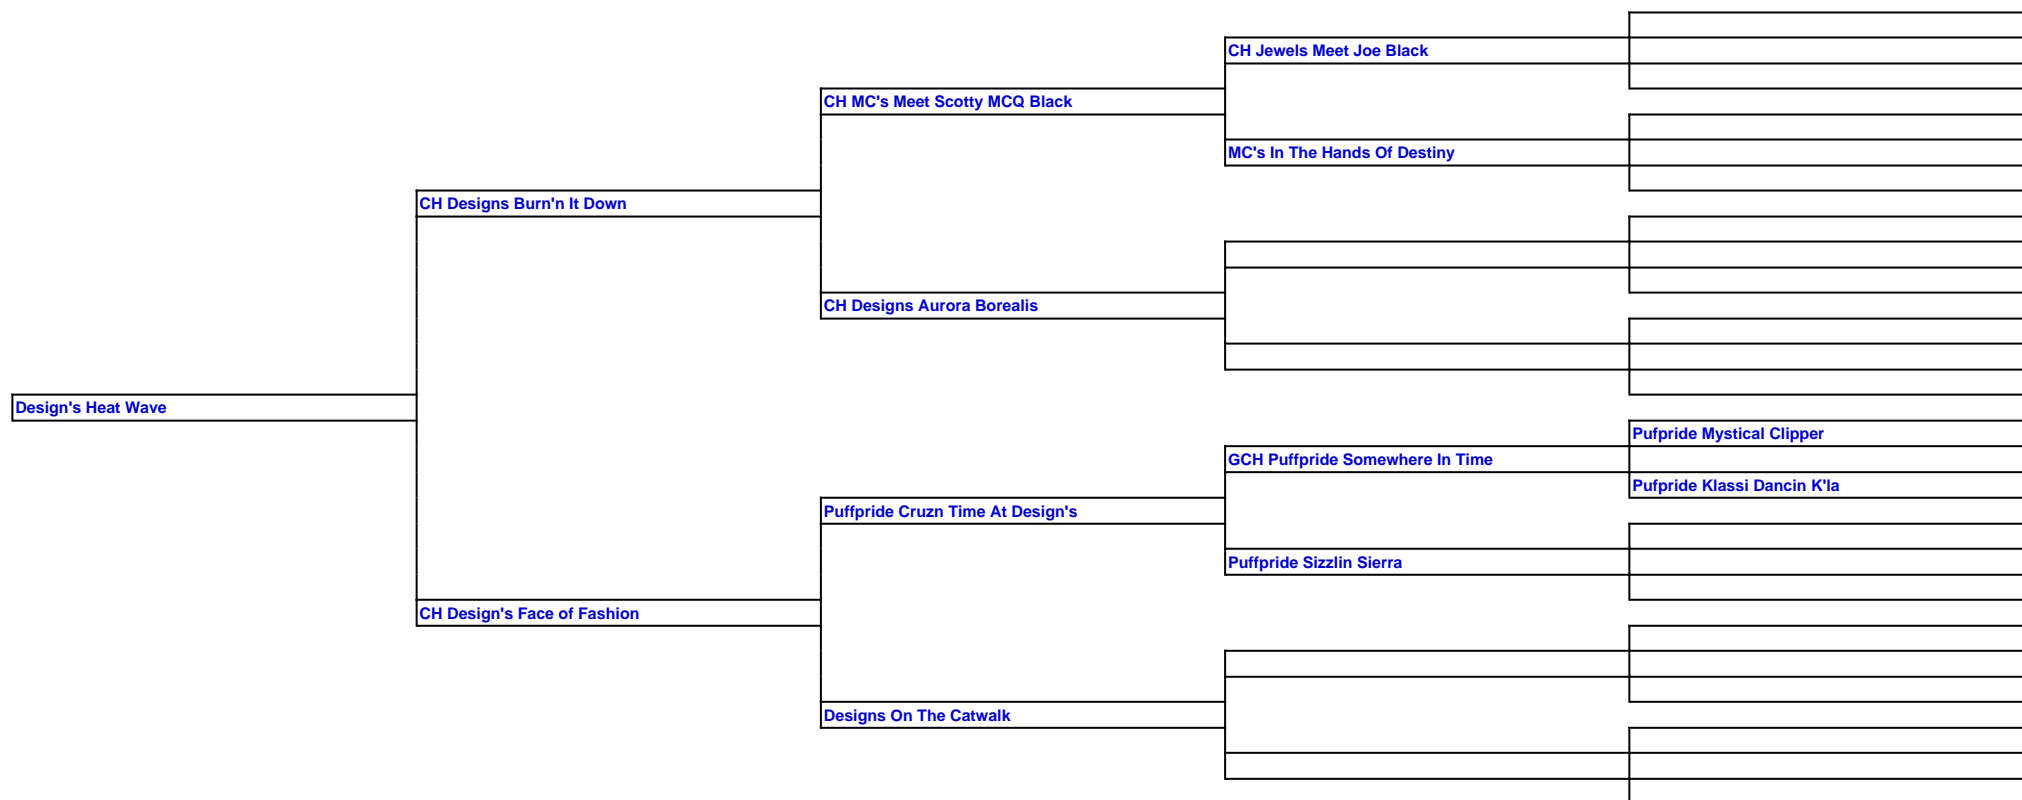 CH Jewels Meet Joe Black
CH MC's Meet Scotty MCQ Black
MC's In The Hands Of Destiny
CH Designs Burn'n It Down
CH Designs Aurora Borealis
Design's Heat Wave
Pufpride Mystical Clipper
GCH Puffpride Somewhere In Time
Pufpride Klassi Dancin K'la
Puffpride Cruzn Time At Design's
Puffpride Sizzlin Sierra
CH Design's Face of Fashion
Designs On The Catwalk